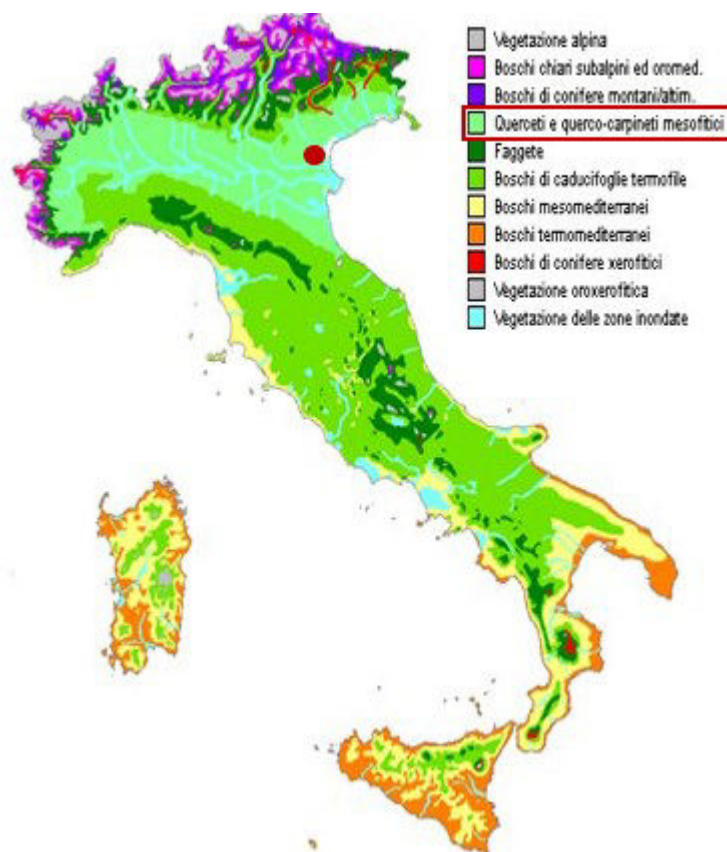 Vegetazione alpina
Boschi chiari subalpini ed oromed.
Boschi di conifere montani/altim.
Querceti e querco-carpineti mesofitici
Faggete
Boschi di caducifoglie termofile
Boschi mesomediterranei
Boschi termomediterranei
Boschi di conifere xerofitici
Vegetazione oroxerofitica
Vegetazione delle zone inondate